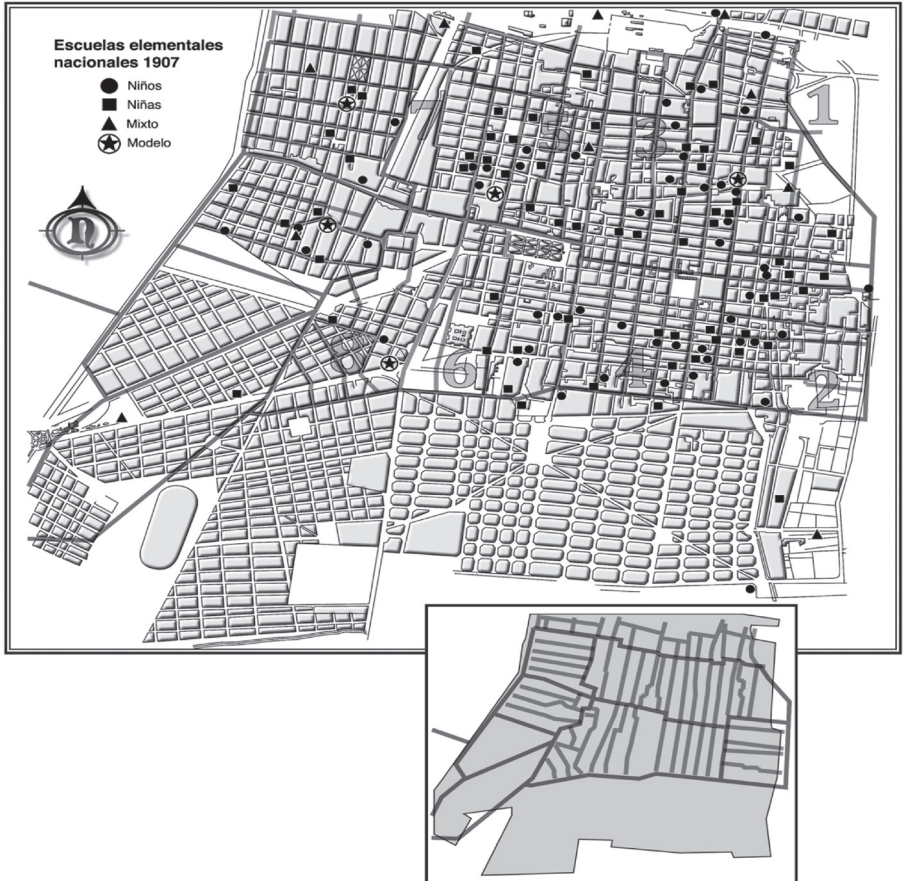 Escuelas elementales
nacionales 1907
Niños
Niñas
Mixto
Modelo
n
7
5
3
1
8
6
4
2